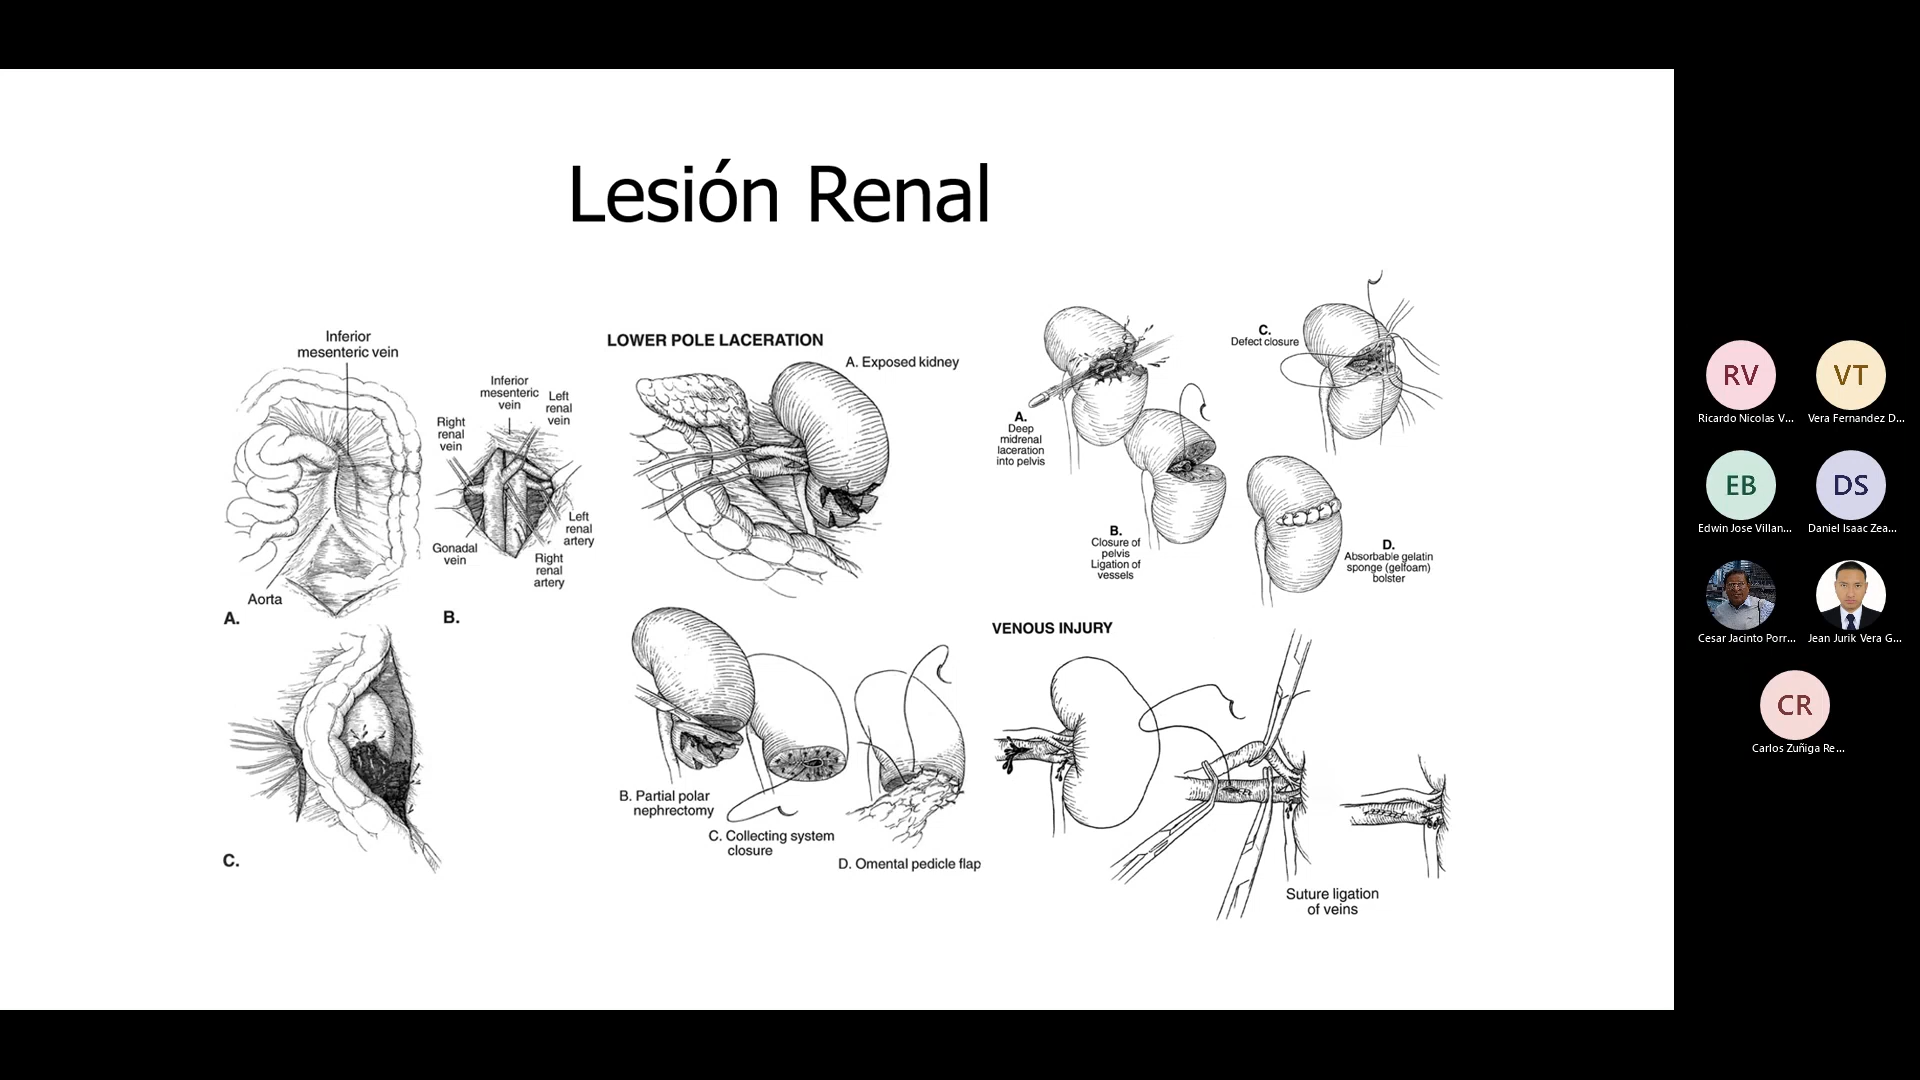 Lesión Renal
Inferior
mesenteric vein
Aorta
A.
Inferior
mesenteric
vein
Left
renal
vein
Right
renal
vein
Gonadal
vein
Left
renal
artery
Right
renal
artery
B.
C.
LOWER POLE LACERATION
A. Exposed kidney
B. Partial polar
nephrectomy
C. Collecting system
closure
D. Omental pedicle flap
A.
Deep
midrenal
laceration
into pelvis
B.
Closure of
pelvis
Ligation of
vessels
C.
Defect closure
D.
Absorbable gelatin
sponge (gelfoam)
bolster
VENOUS INJURY
Suture ligation
of veins
RV
Ricardo Nicolas V...
VT
Vera Fernandez D...
EB
Edwin Jose Villan...
DS
Daniel Isaac Zea...
Cesar Jacinto Porr...
Jean Jurik Vera G...
CR
Carlos Zuñiga Re...